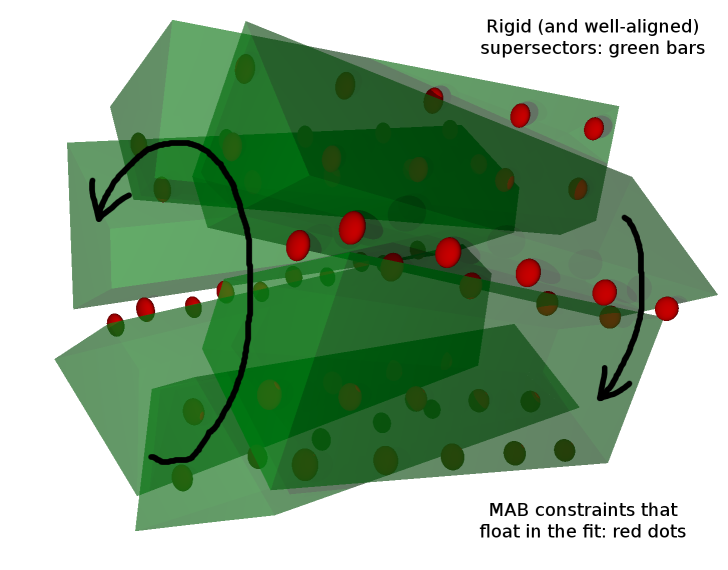 Rigid (and well-aligned)
supersectors: green bars
MAB constraints that
float in the fit: red dots